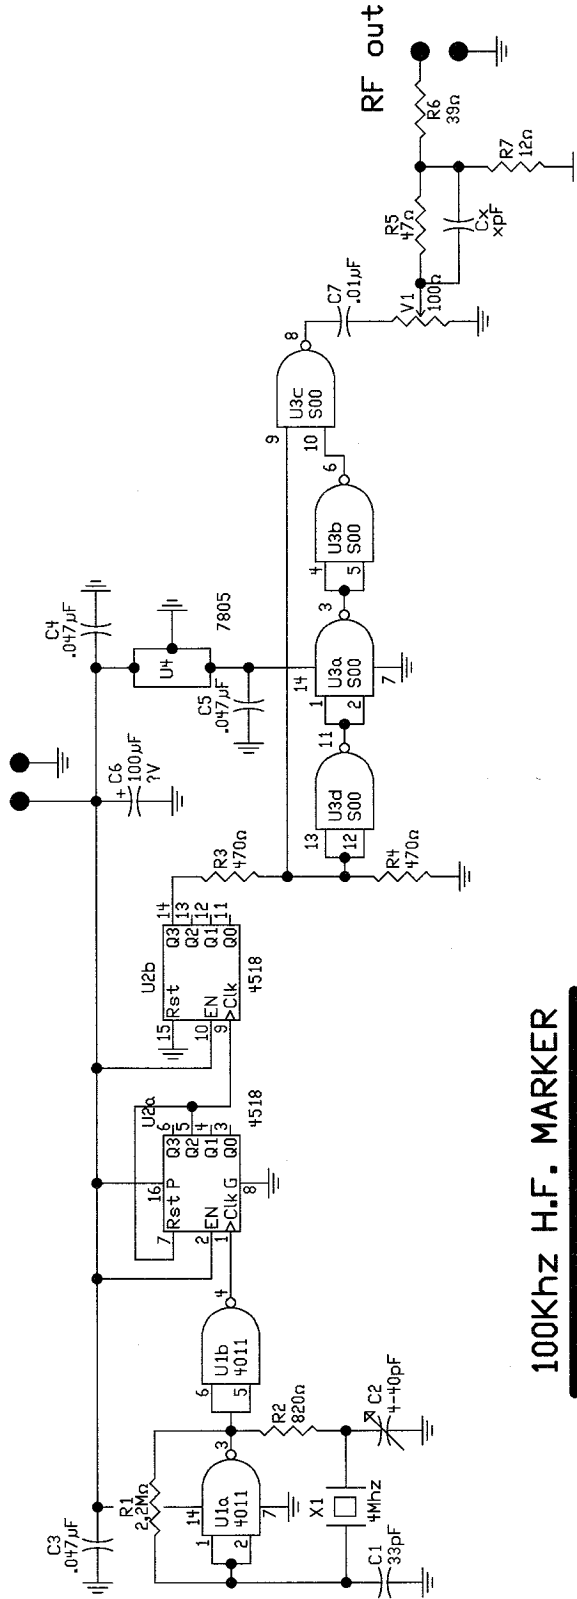 C3
.047µF
R1
2,2MΩ
14
1
2
U1a
4011
3
7
X1
4Mhz
C1
33pF
R2
820Ω
C2
4-40pF
6
5
U1b
4011
4
U2a
16
7
Rst P
2
EN
1
Clk G
8
Q3 6
Q2 5
Q1 4
Q0 3
4518
U2b
15
Rst
10
EN
9
Clk
Q3 14
Q2 13
Q1 12
Q0 11
4518
R3
470Ω
R4
470Ω
C6
+
100µF
?V
C4
.047µF
U4
7805
C5
.047µF
13
12
U3d
S00
11
14
1
2
U3a
S00
3
7
4
5
U3b
S00
6
9
10
U3c
S00
8
C7
.01µF
V1
100Ω
R5
47Ω
Cx
xpF
R6
39Ω
R7
12Ω
RF out
100Khz H.F. MARKER